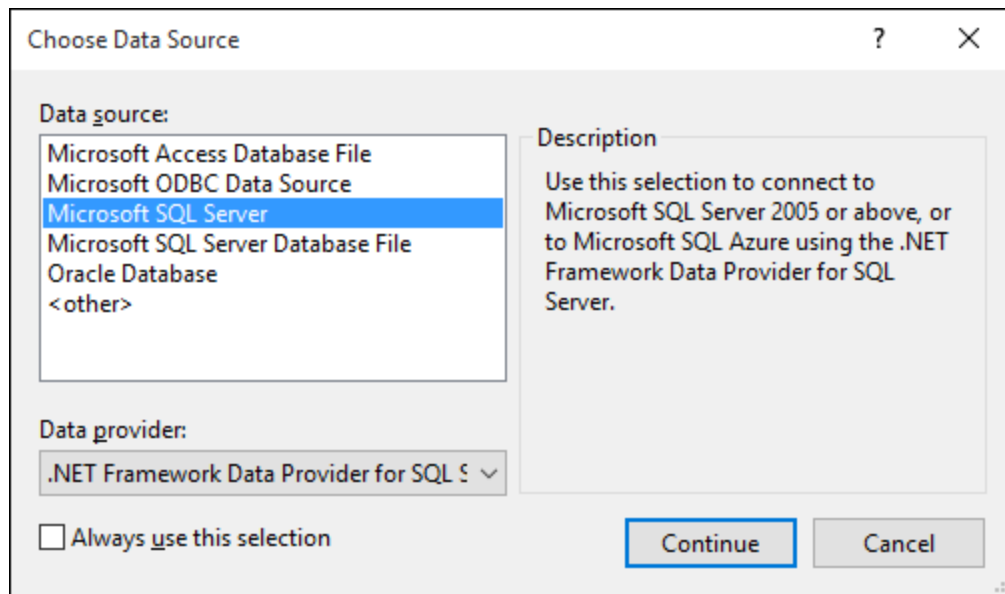 Choose Data Source
?
Data source:
Microsoft Access Database File
Microsoft ODBC Data Source
Microsoft SQL Server
Microsoft SQL Server Database File
Oracle Database
<other>
Description
Use this selection to connect to
Microsoft SQL Server 2005 or above, or
to Microsoft SQL Azure using the .NET
Framework Data Provider for SQL
Server.
Data provider:
.NET Framework Data Provider for SQL S
Always use this selection
Continue
Cancel